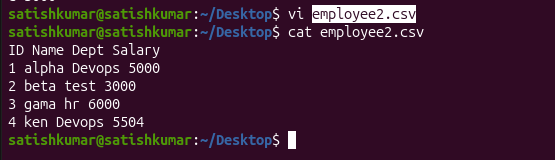 satishkumar@satishkumar:~/Desktop$ vi employee2.csv
satishkumar@satishkumar:~/Desktop$ cat employee2.csv
ID Name Dept Salary
1 alpha Devops 5000
2 beta test 3000
3 gama hr 6000
4 ken Devops 5504
satishkumar@satishkumar:~/Desktop$